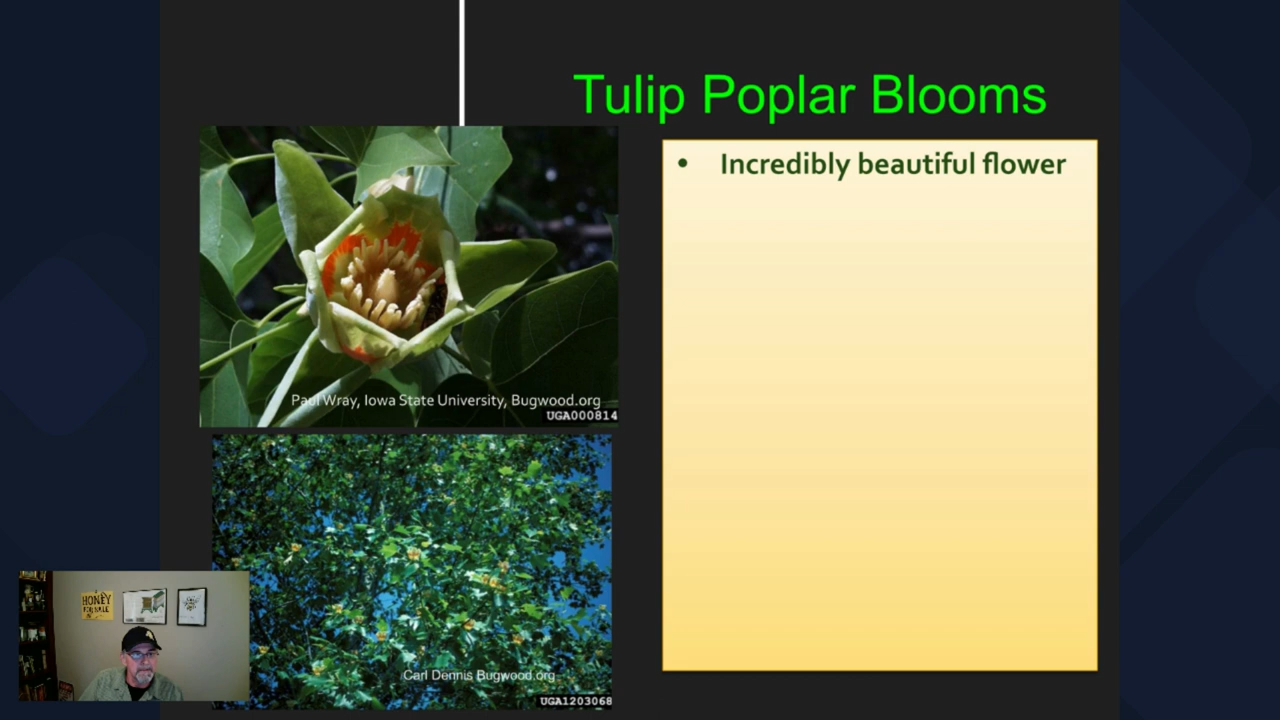 Tulip Poplar Blooms
• Incredibly beautiful flower
Paul Wray, Iowa State University, Bugwood.org
UGA000814
Carl Dennis Bugwood.org
UGA1203068
HONEY
FOR SALE